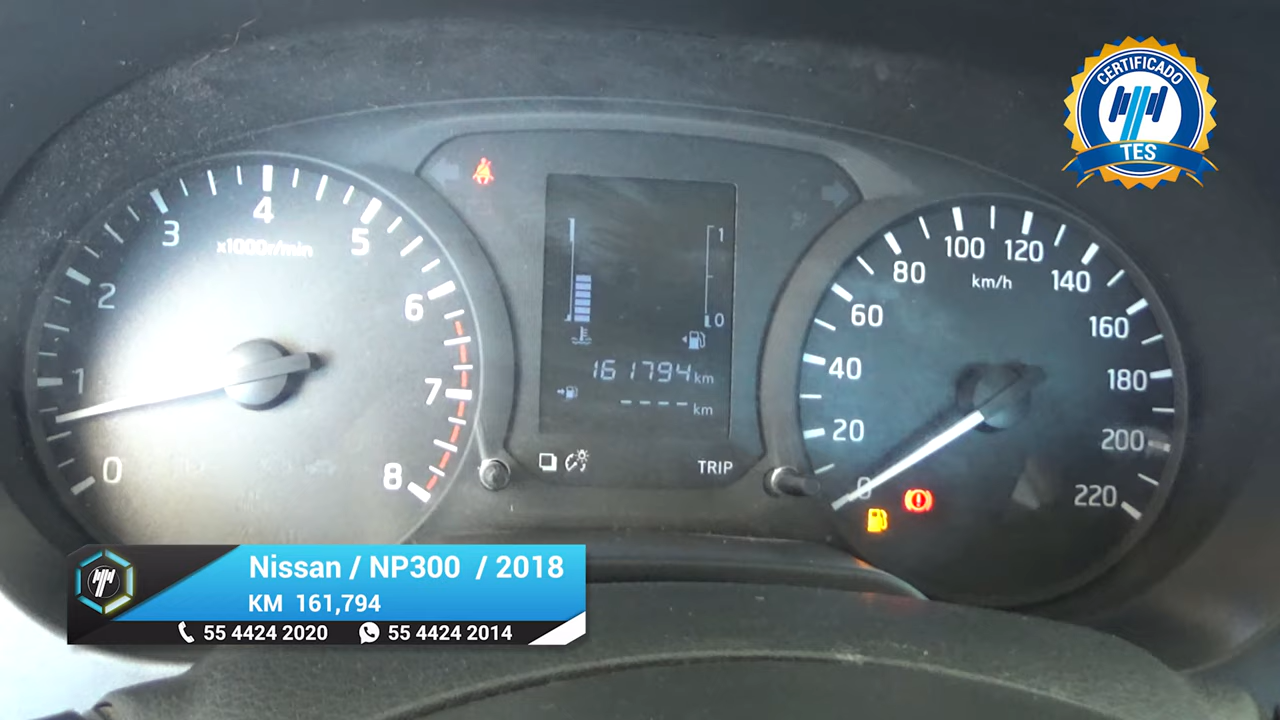 CERTIFICADO
TES
0
1
2
3
4
5
6
7
8
x1000r/min
1
0
161794 km
---- km
TRIP
0
20
40
60
80
100
120
140
160
180
200
220
km/h
Nissan / NP300 / 2018
KM 161,794
55 4424 2020 55 4424 2014